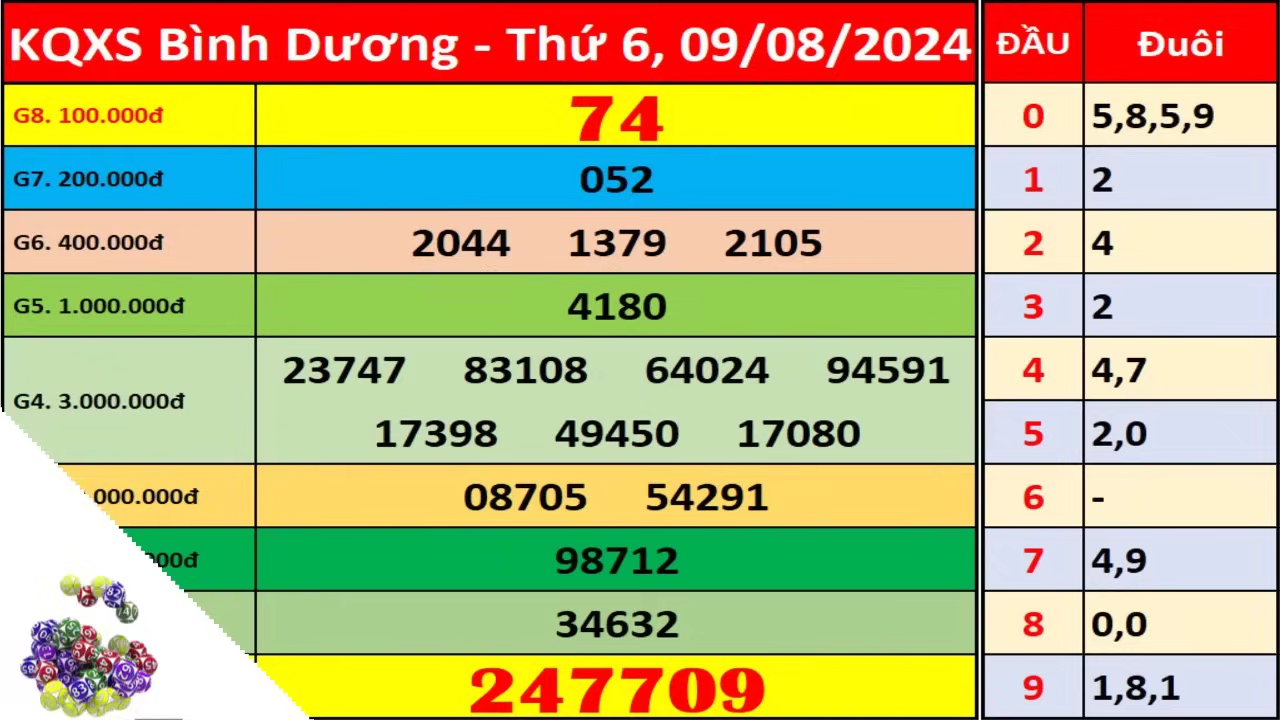 KQXS Bình Dương - Thứ 6, 09/08/2024 ĐẦU Đuôi
G8. 100.000đ 74 0 5,8,5,9
G7. 200.000đ 052 1 2
G6. 400.000đ 2044 1379 2105 2 4
G5. 1.000.000đ 4180 3 2
23747 83108 64024 94591 4 4,7
G4. 3.000.000đ
17398 49450 17080 5 2,0
000.000đ 08705 54291 6 -
00đ 98712 7 4,9
34632 8 0,0
247709 9 1,8,1